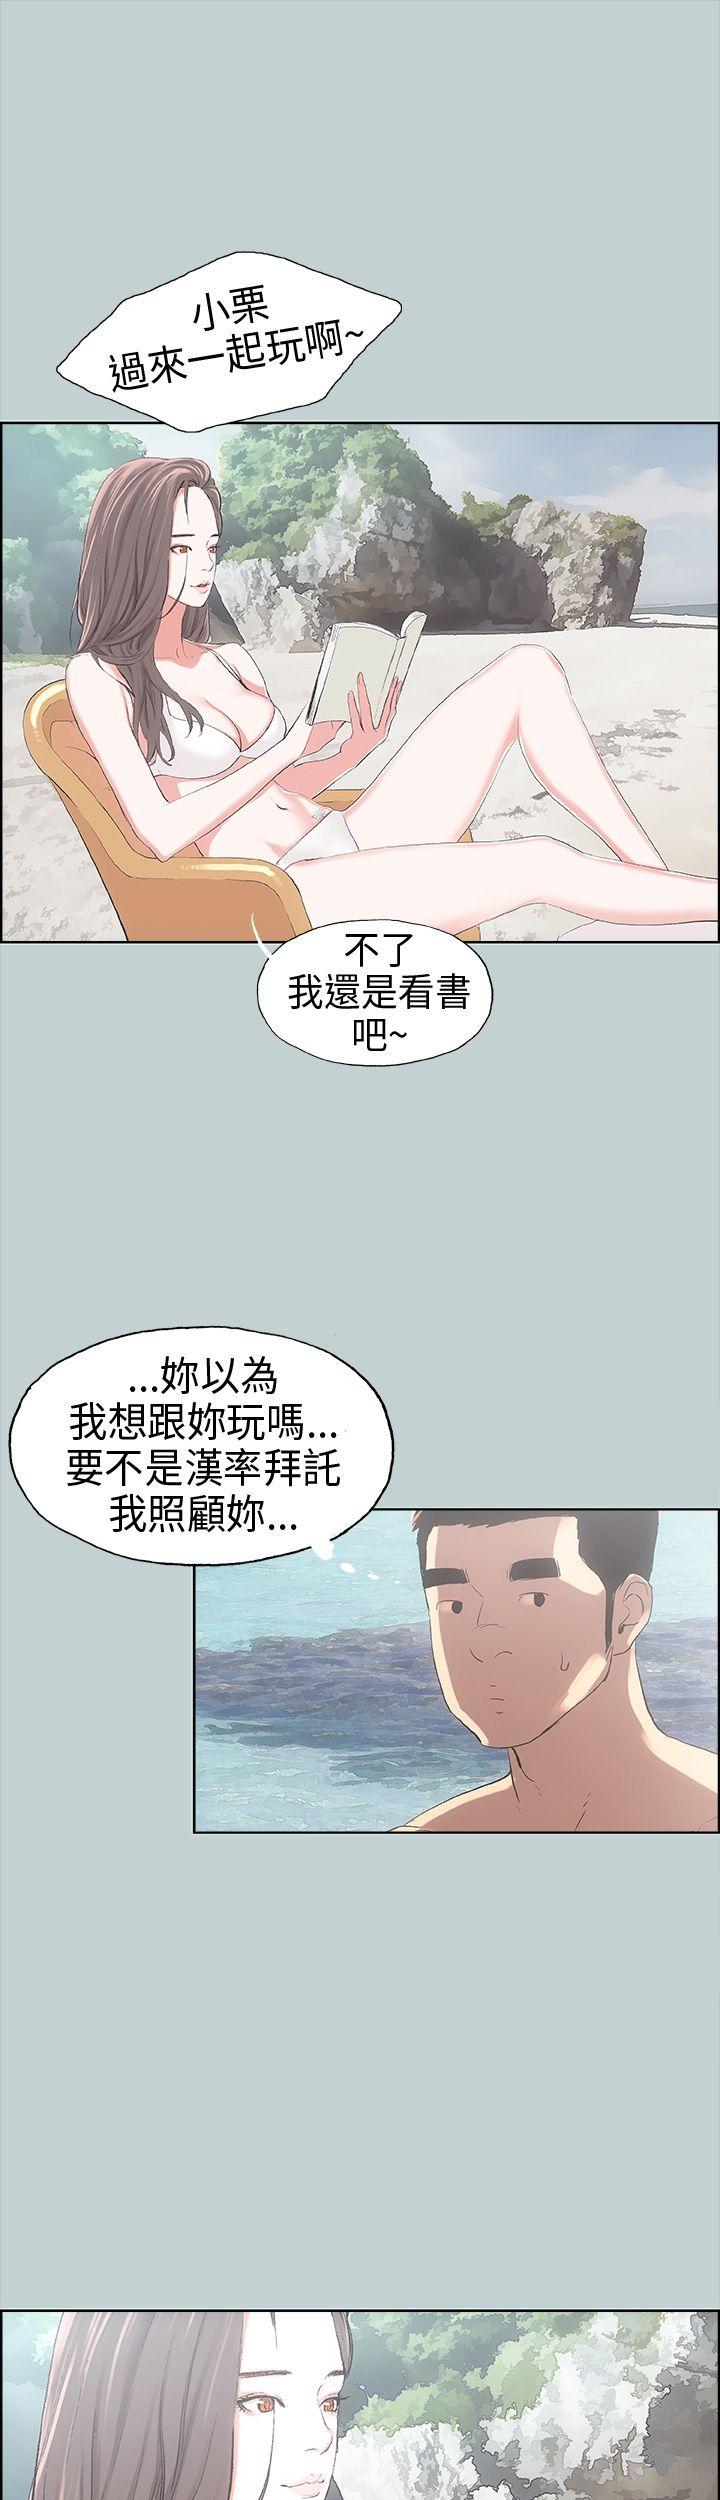 小栗
過來一起玩啊~
不了
我還是看書
吧~
...妳以為
我想跟妳玩嗎...
要不是漢率拜託
我照顧妳...